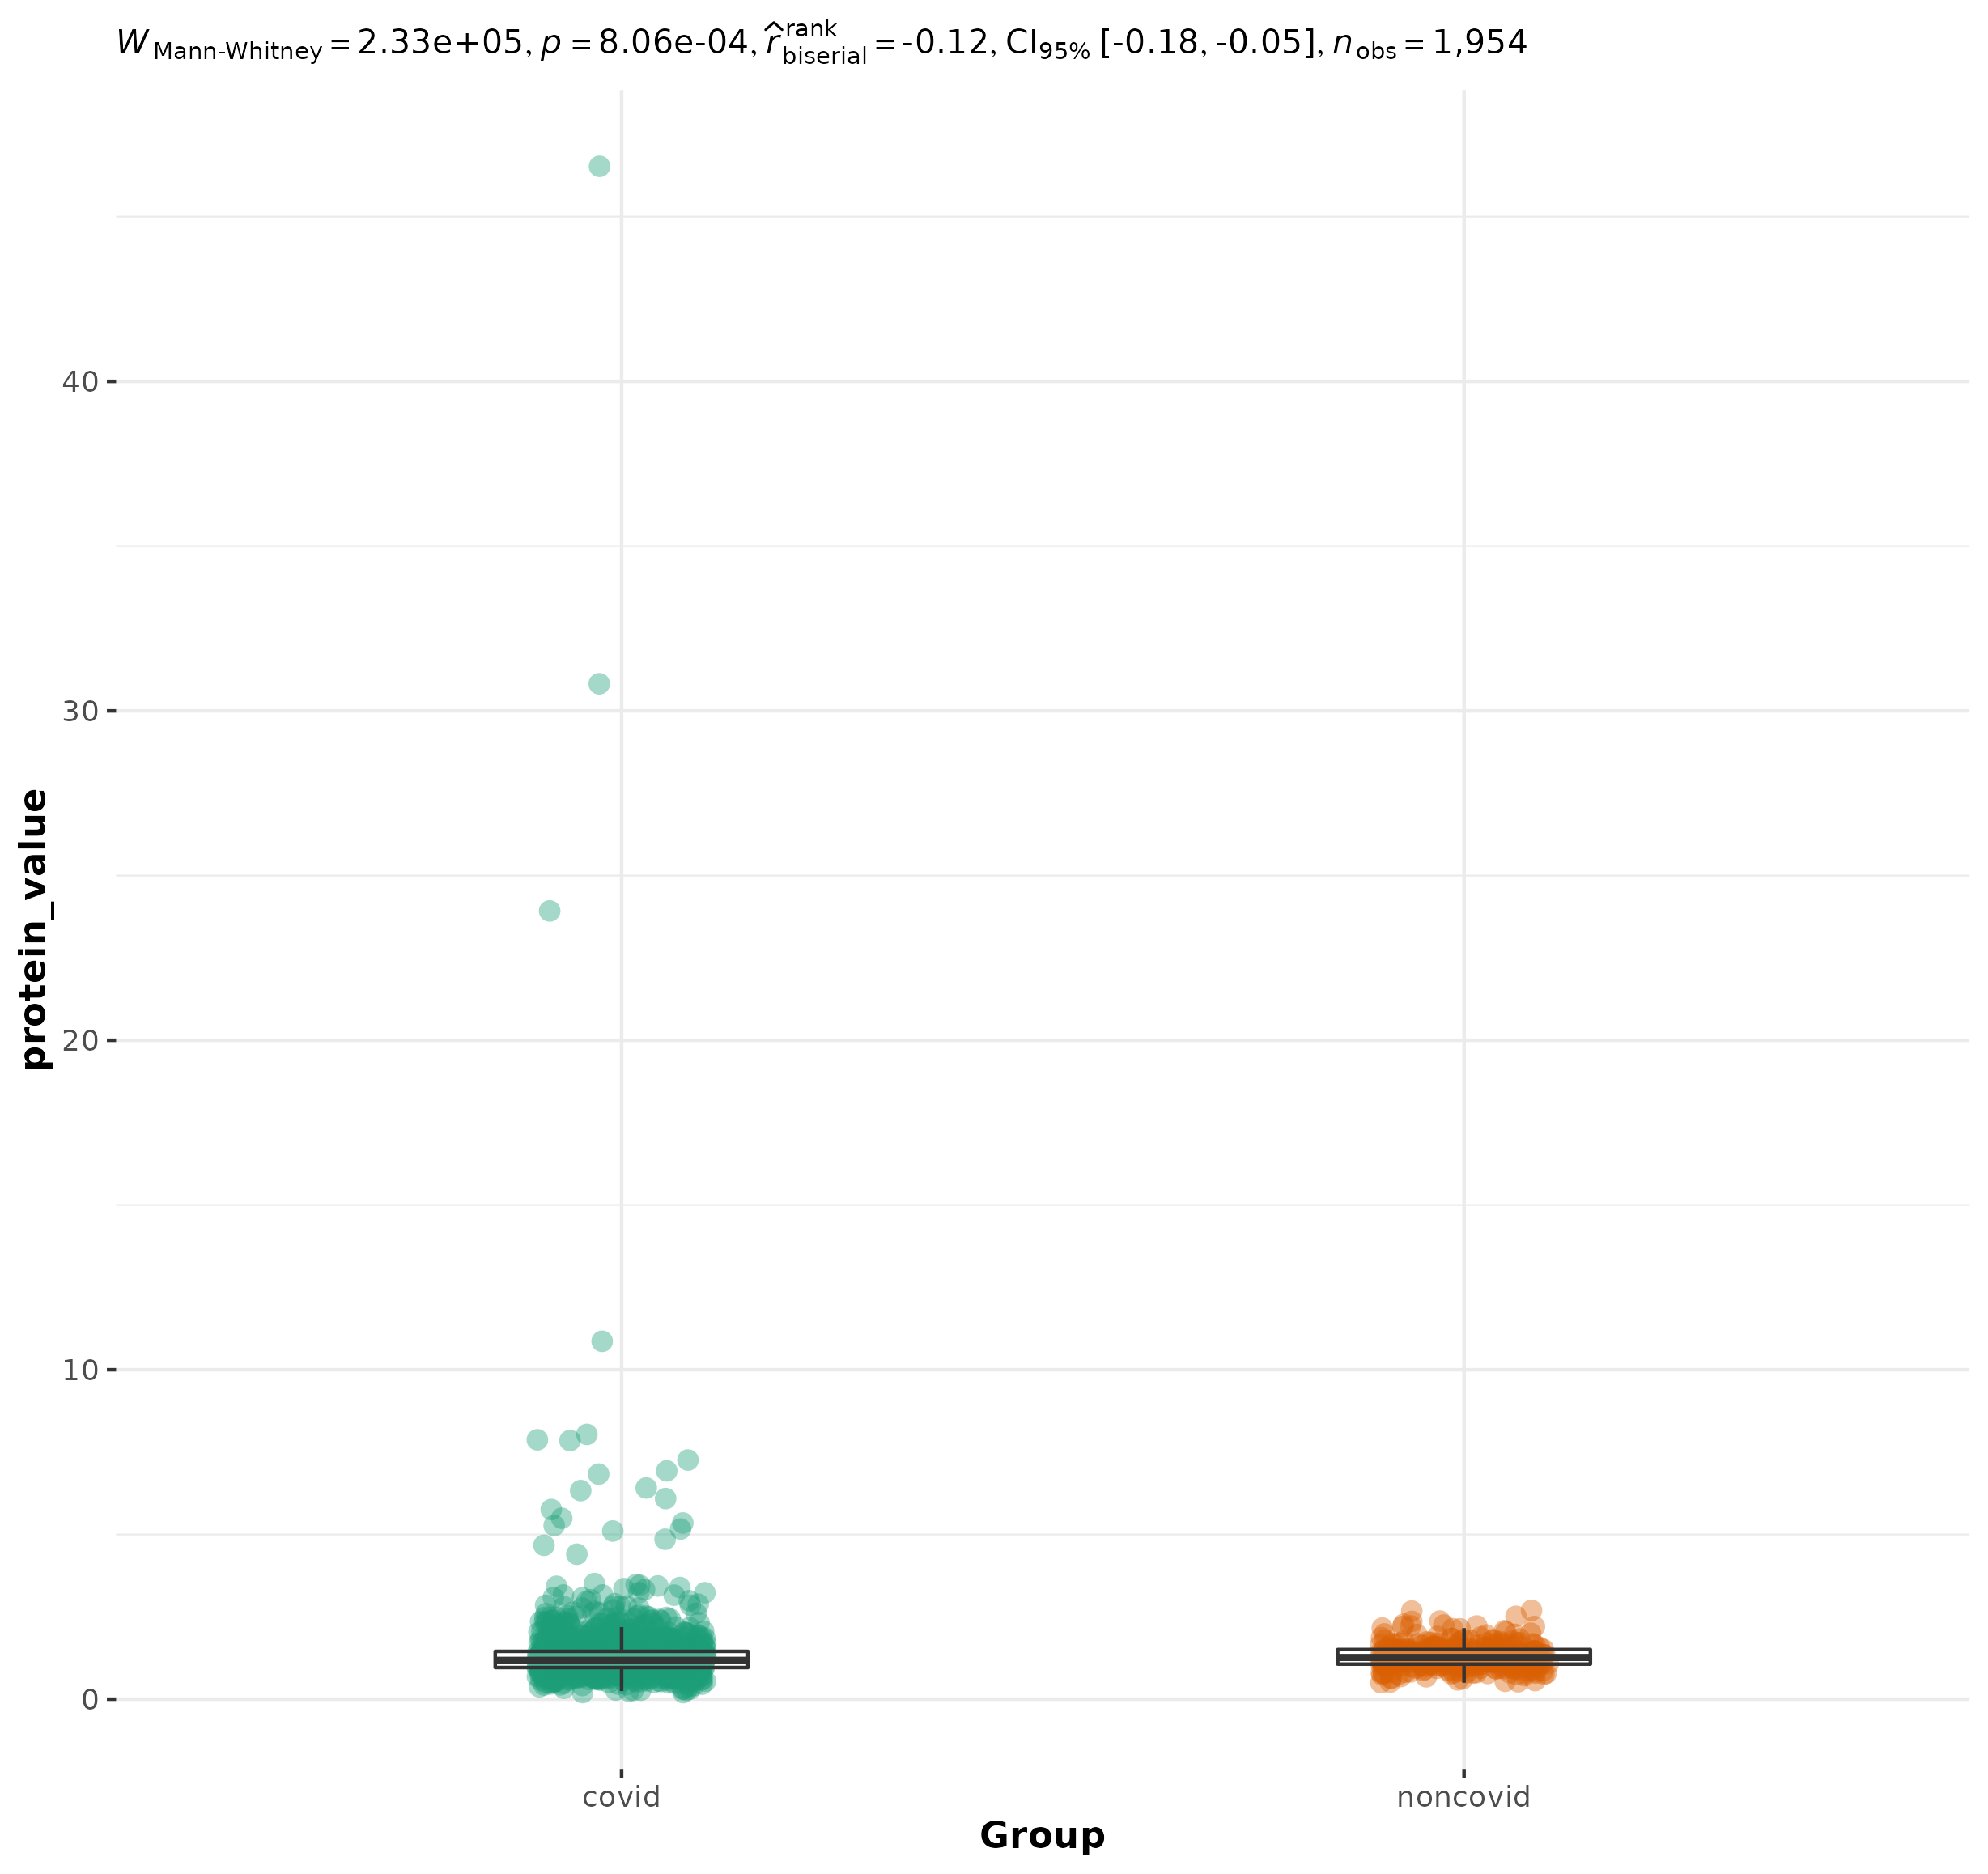 W Mann-Whitney = 2.33e+05, p = 8.06e-04, r̂ rank biserial = -0.12, CI95% [-0.18, -0.05], nobs = 1,954
40
30
20
10
0
protein_value
covid noncovid
Group